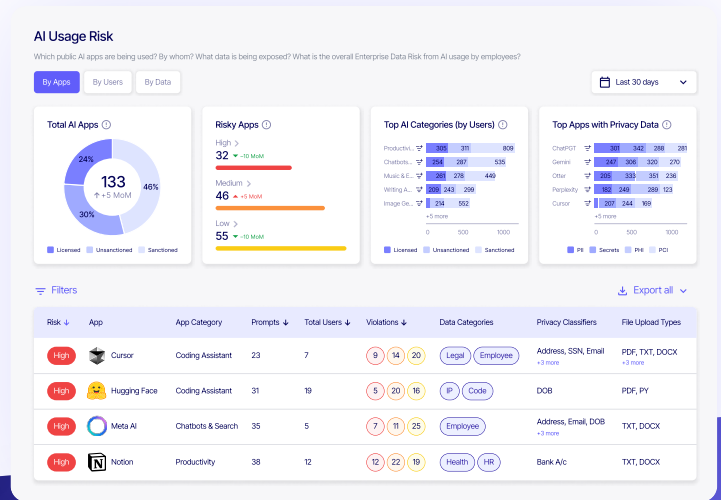 AI Usage Risk
Which public AI apps are being used? By whom? What data is being exposed? What is the overall Enterprise Data Risk from AI usage by employees?
By Apps By Users By Data Last 30 days
Total AI Apps
24%
133
+5 MoM
46%
30%
Licensed Unsanctioned Sanctioned
Risky Apps
High
32 -10 MoM
Medium
46 +5 MoM
Low
55 -10 MoM
Top AI Categories (by Users)
Productivi... 305 311 809
Chatbots... 254 287 535
Music & E... 261 278 449
Writing A... 209 243 299
Image Ge... 214 552
+5 more
0 500 1000
Licensed Unsanctioned Sanctioned
Top Apps with Privacy Data
ChatPGT 301 342 288 281
Gemini 247 306 320 270
Otter 205 333 351 236
Perplexity 182 249 289 123
Cursor 207 244 169
+5 more
0 500 1000
PII Secrets PHI PCI
Filters Export all
Risk App App Category Prompts Total Users Violations Data Categories Privacy Classifiers File Upload Types
High Cursor Coding Assistant 23 7 9 14 20 Legal Employee Address, SSN, Email PDF, TXT, DOCX
+3 more +3 more
High Hugging Face Coding Assistant 31 19 5 20 16 IP Code DOB PDF, PY
High Meta AI Chatbots & Search 35 5 7 11 25 Employee Address, Email, DOB TXT, DOCX
+3 more
High Notion Productivity 38 12 12 22 19 Health HR Bank A/c TXT, DOCX